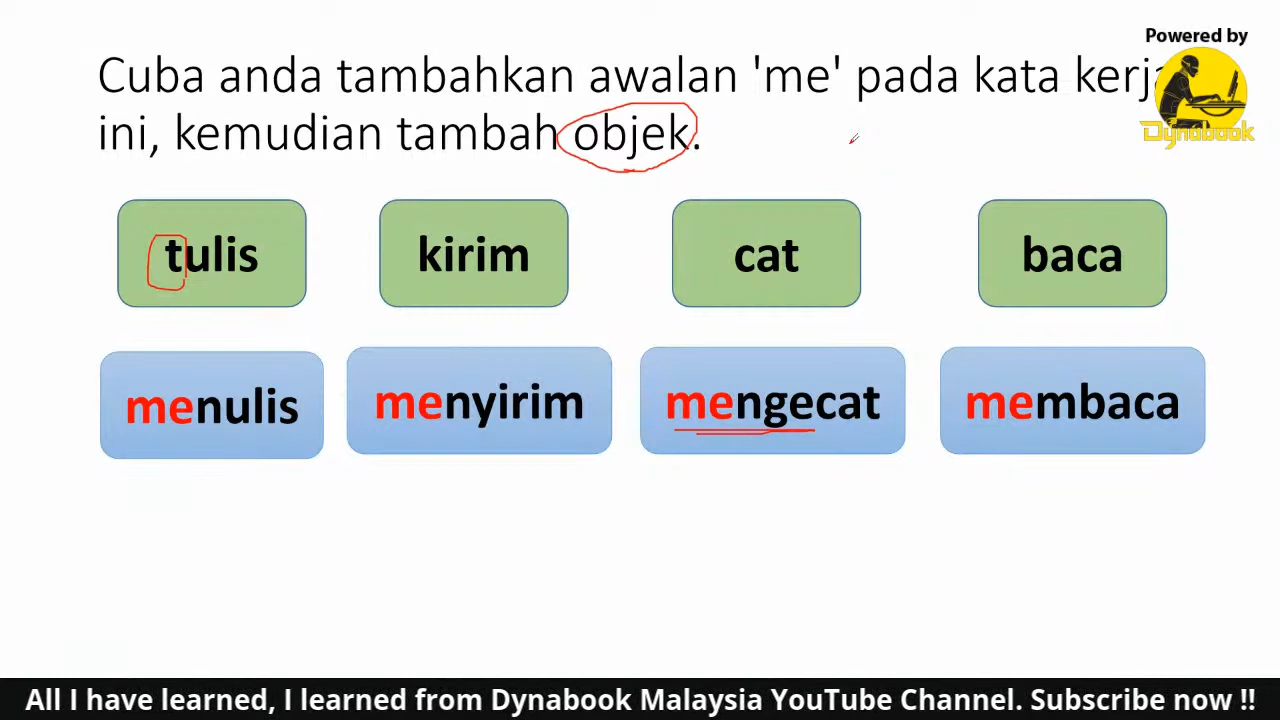 Powered by
Dynabook
Cuba anda tambahkan awalan 'me' pada kata kerja
ini, kemudian tambah objek.
tulis
kirim
cat
baca
menulis
menyirim
mengecat
membaca
All I have learned, I learned from Dynabook Malaysia YouTube Channel. Subscribe now !!